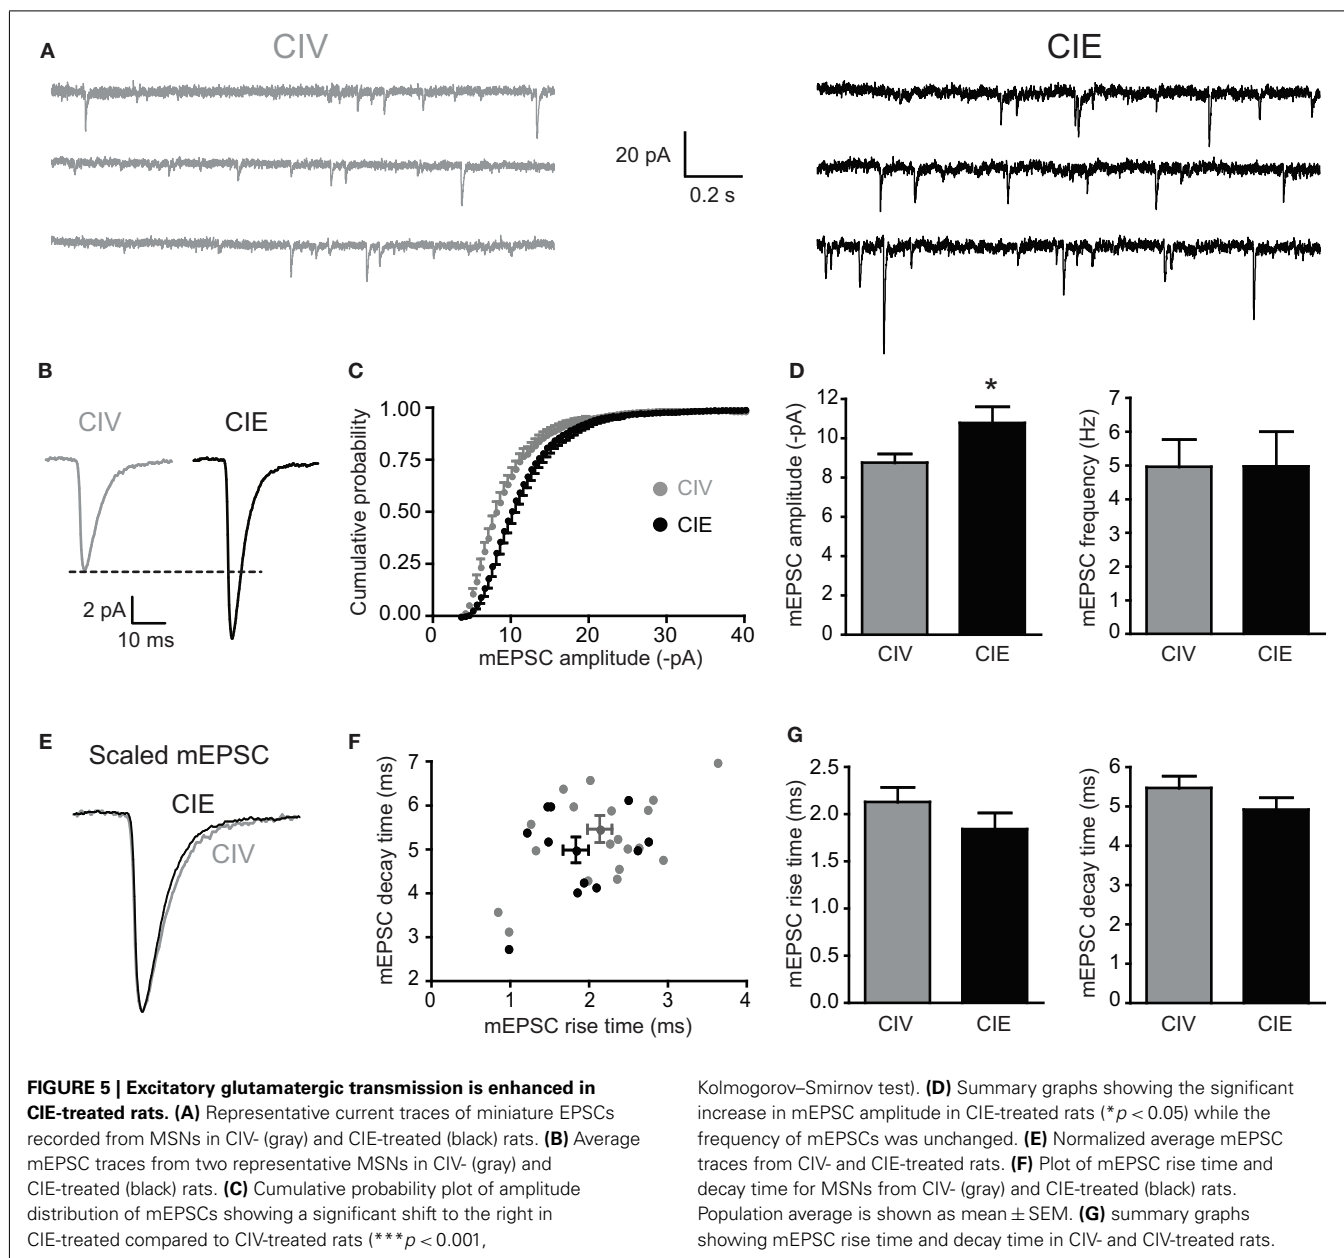 A
CIV
CIE
20 pA
0.2 s
B
CIV
CIE
2 pA
10 ms
C
Cumulative probability
1.00
0.75
0.50
0.25
0.00
0
10
20
30
40
mEPSC amplitude (-pA)
CIV
CIE
D
mEPSC amplitude (-pA)
12
10
8
6
4
2
0
*
CIV
CIE
mEPSC frequency (Hz)
7
6
5
4
3
2
1
0
CIV
CIE
E
Scaled mEPSC
CIE
CIV
F
mEPSC decay time (ms)
7
6
5
4
3
2
0
1
2
3
4
mEPSC rise time (ms)
G
mEPSC rise time (ms)
2.5
2.0
1.5
1.0
0.5
0.0
CIV
CIE
mEPSC decay time (ms)
6
5
4
3
2
1
0
CIV
CIE
FIGURE 5 | Excitatory glutamatergic transmission is enhanced in
CIE-treated rats. (A) Representative current traces of miniature EPSCs
recorded from MSNs in CIV- (gray) and CIE-treated (black) rats. (B) Average
mEPSC traces from two representative MSNs in CIV- (gray) and
CIE-treated (black) rats. (C) Cumulative probability plot of amplitude
distribution of mEPSCs showing a significant shift to the right in
CIE-treated compared to CIV-treated rats (***p < 0.001,
Kolmogorov–Smirnov test). (D) Summary graphs showing the significant
increase in mEPSC amplitude in CIE-treated rats (*p < 0.05) while the
frequency of mEPSCs was unchanged. (E) Normalized average mEPSC
traces from CIV- and CIE-treated rats. (F) Plot of mEPSC rise time and
decay time for MSNs from CIV- (gray) and CIE-treated (black) rats.
Population average is shown as mean ± SEM. (G) summary graphs
showing mEPSC rise time and decay time in CIV- and CIV-treated rats.